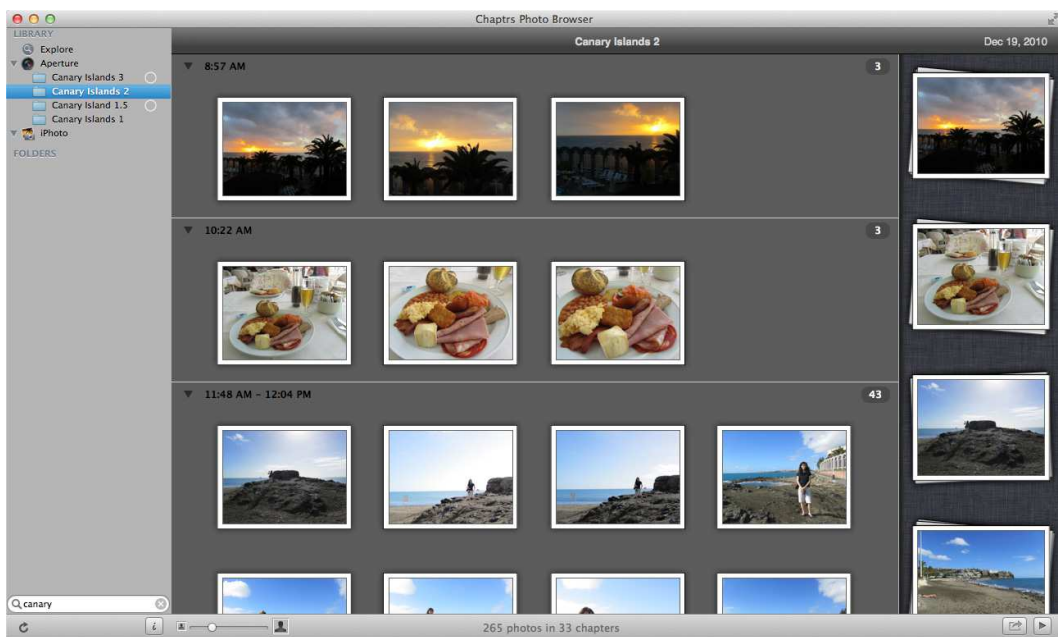 Chaptrs Photo Browser
LIBRARY
Explore
Aperture
Canary Islands 3
Canary Islands 2
Canary Island 1.5
Canary Islands 1
iPhoto
FOLDERS
canary
Canary Islands 2
Dec 19, 2010
8:57 AM
3
10:22 AM
3
11:48 AM – 12:04 PM
43
265 photos in 33 chapters